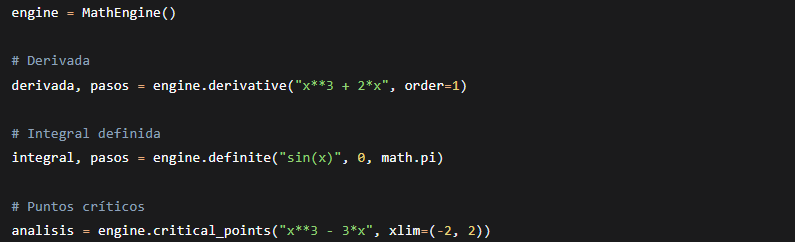 engine = MathEngine()
# Derivada
derivada, pasos = engine.derivative("x**3 + 2*x", order=1)
# Integral definida
integral, pasos = engine.definite("sin(x)", 0, math.pi)
# Puntos críticos
analisis = engine.critical_points("x**3 - 3*x", xlim=(-2, 2))